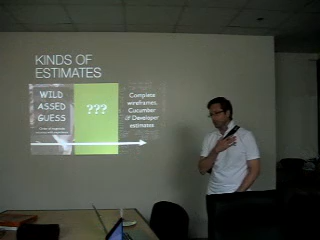 KINDS OF
ESTIMATES
WILD
ASSED
GUESS
???
Complete
wireframes,
Cucumber
& Developer
estimates